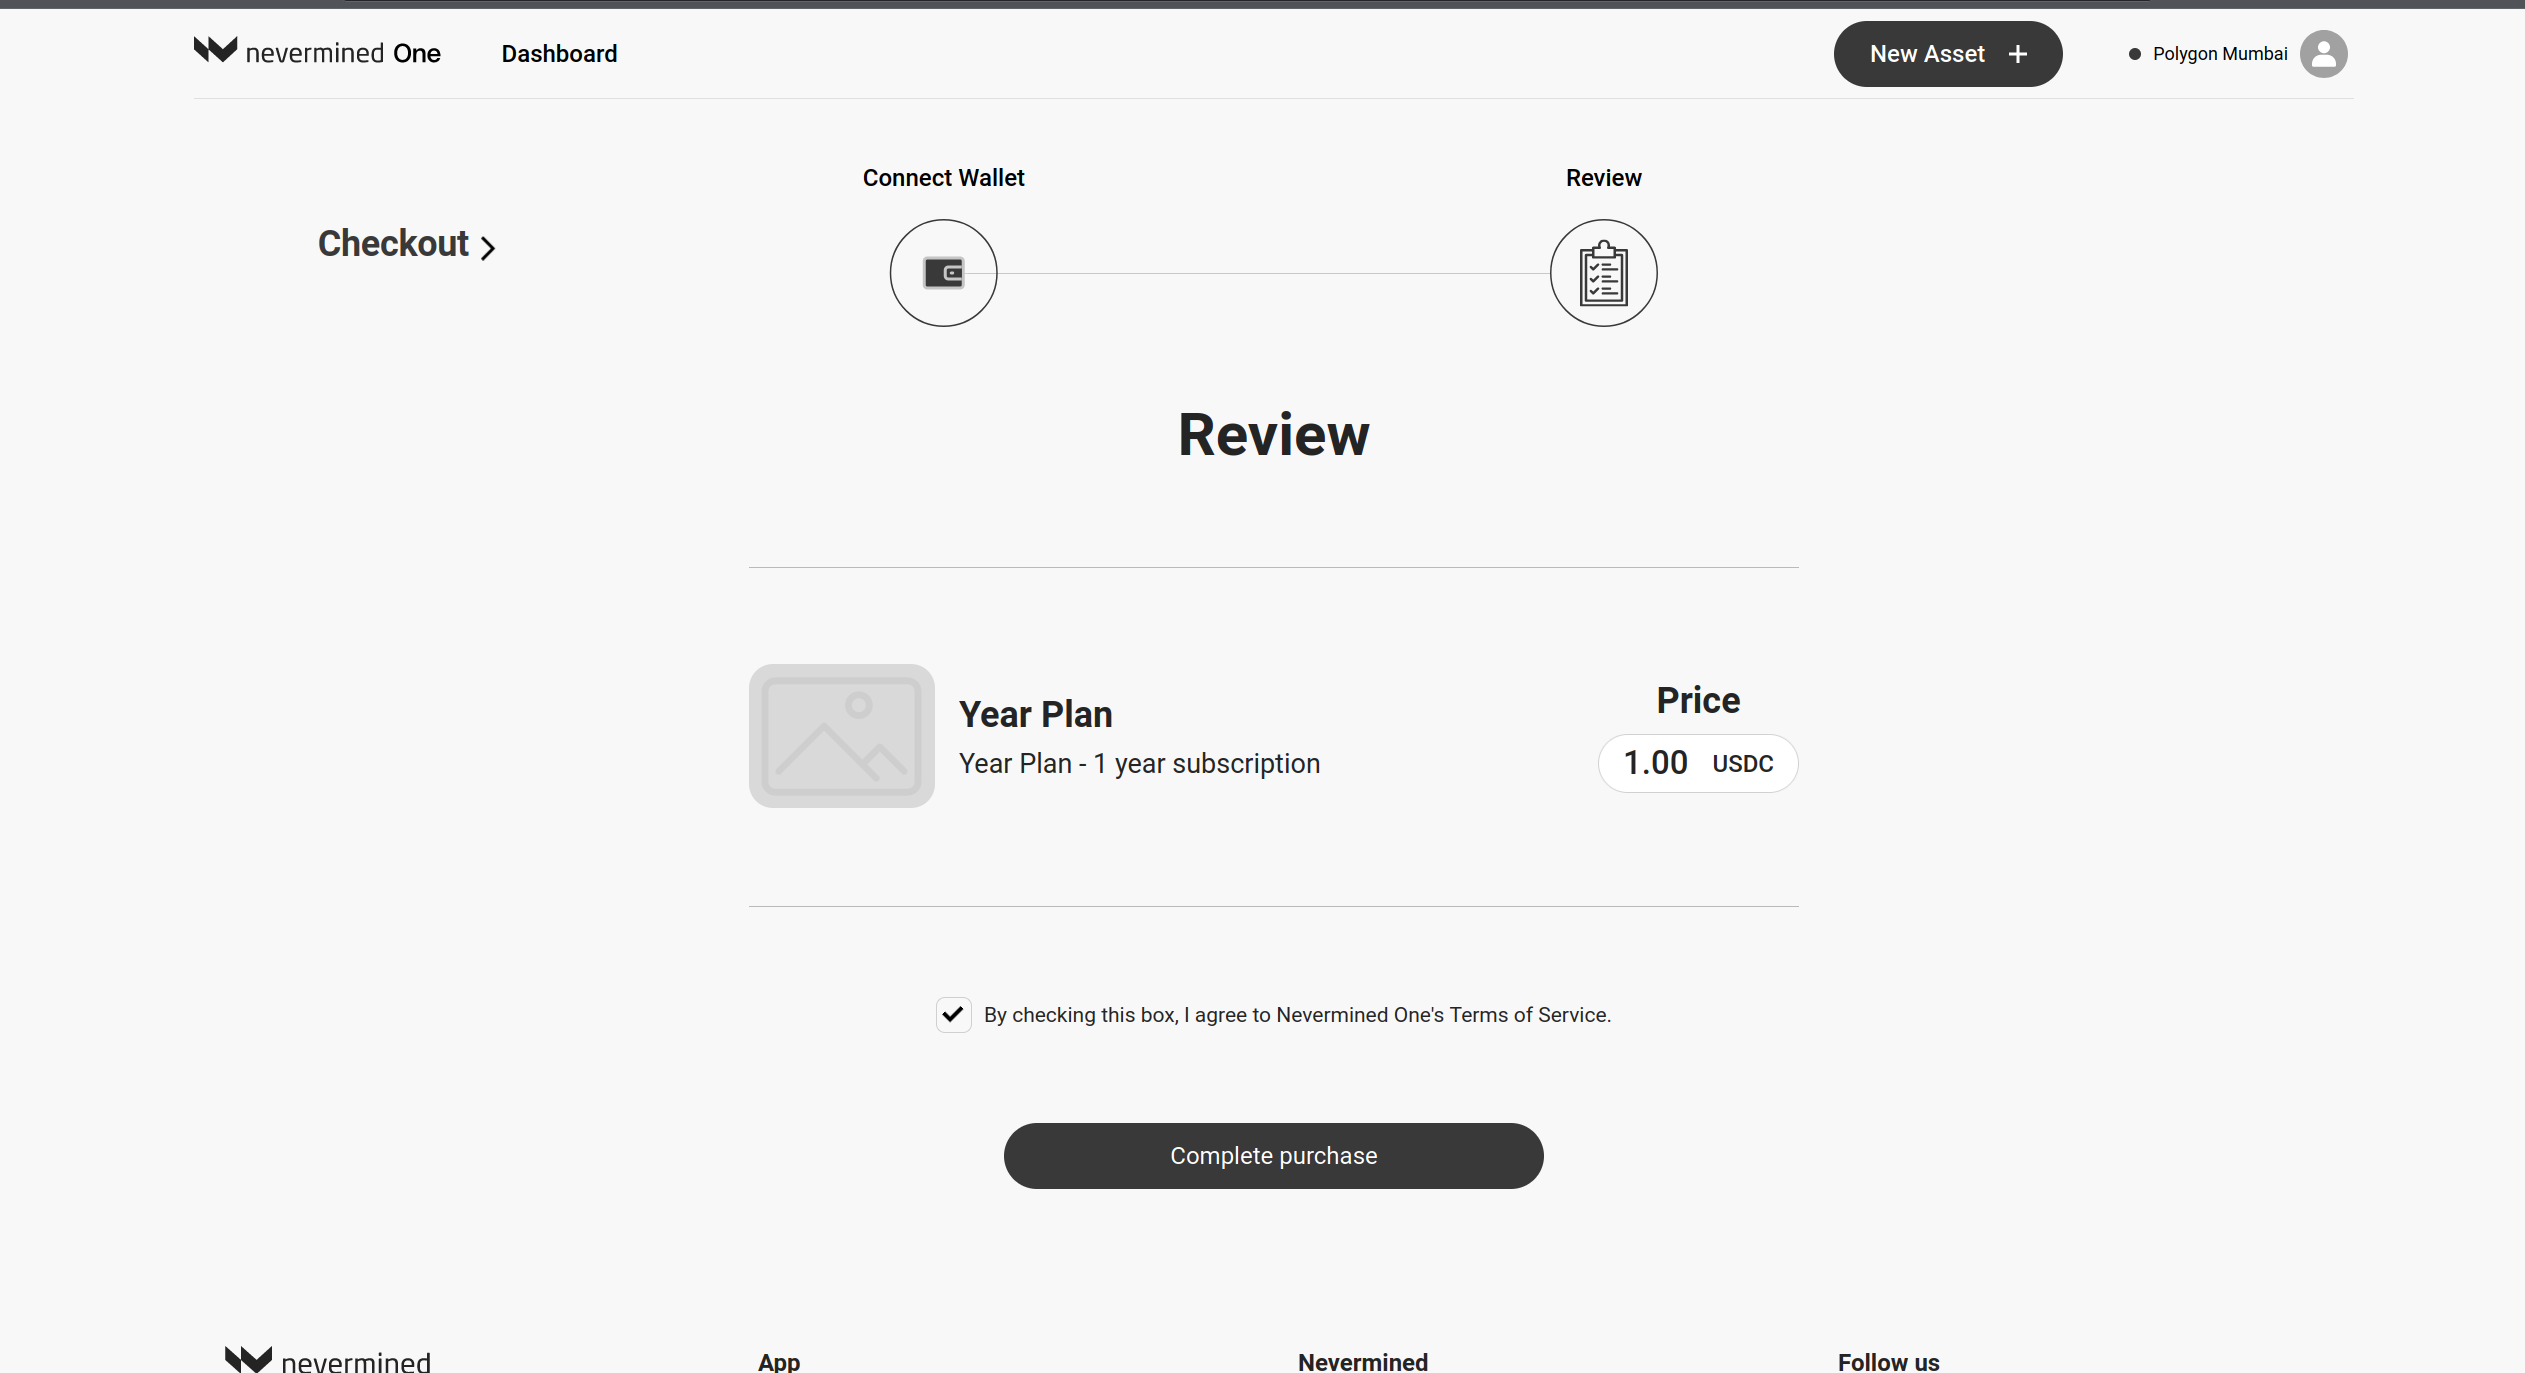 nevermined One
Dashboard
New Asset +
Polygon Mumbai
Connect Wallet
Review
Checkout
Review
Year Plan
Year Plan - 1 year subscription
Price
1.00 USDC
By checking this box, I agree to Nevermined One's Terms of Service.
Complete purchase
nevermined
App
Nevermined
Follow us